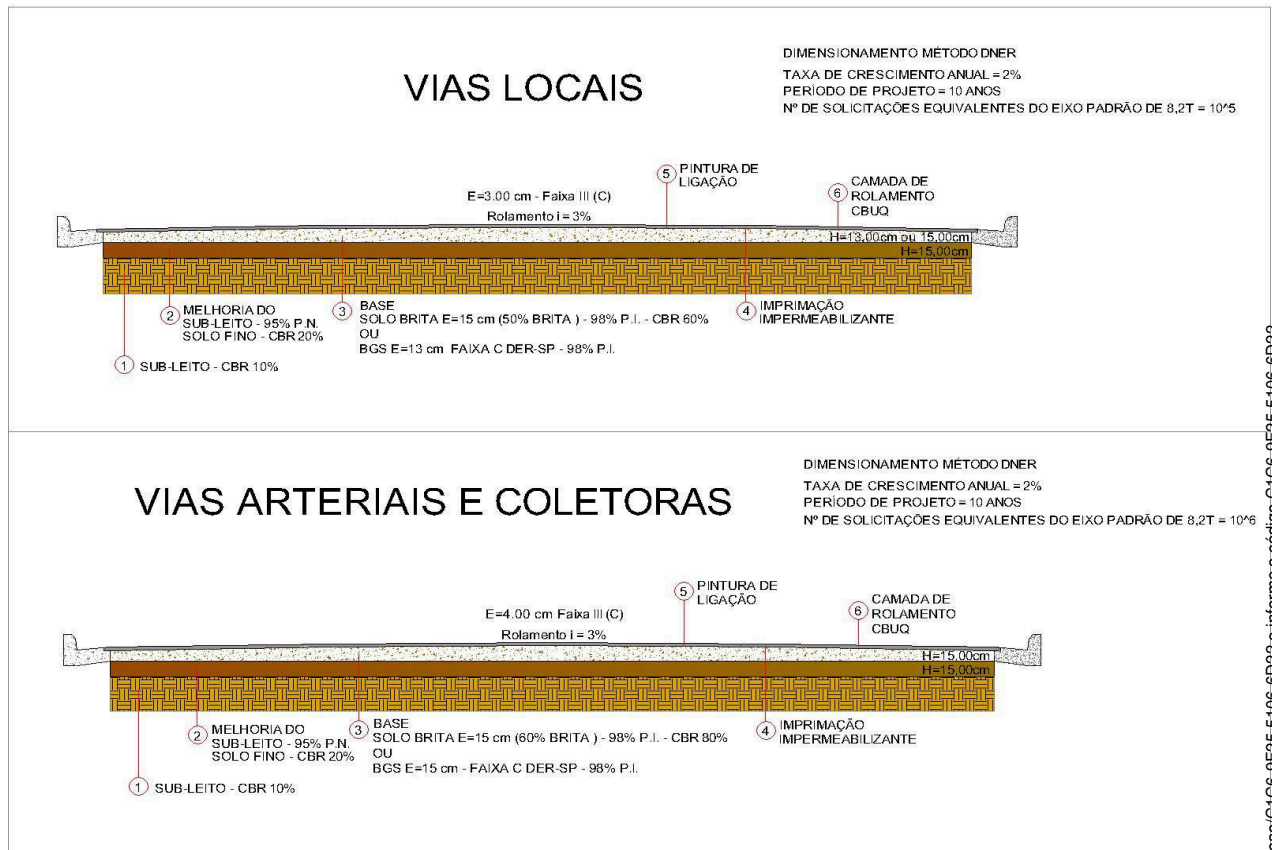 VIAS LOCAIS
DIMENSIONAMENTO MÉTODO DNER
TAXA DE CRESCIMENTO ANUAL = 2%
PERÍODO DE PROJETO = 10 ANOS
Nº DE SOLICITAÇÕES EQUIVALENTES DO EIXO PADRÃO DE 8,2T = 10^5
E=3.00 cm - Faixa III (C)
Rolamento i = 3%
5 PINTURA DE
LIGAÇÃO
6 CAMADA DE
ROLAMENTO
CBUQ
H=13,00cm ou 15,00cm
H=15,00cm
2 MELHORIA DO
SUB-LEITO - 95% P.N.
SOLO FINO - CBR 20%
3 BASE
SOLO BRITA E=15 cm (50% BRITA ) - 98% P.I. - CBR 60%
OU
BGS E=13 cm FAIXA C DER-SP - 98% P.I.
4 IMPRIMAÇÃO
IMPERMEABILIZANTE
1 SUB-LEITO - CBR 10%
VIAS ARTERIAIS E COLETORAS
DIMENSIONAMENTO MÉTODO DNER
TAXA DE CRESCIMENTO ANUAL = 2%
PERÍODO DE PROJETO = 10 ANOS
Nº DE SOLICITAÇÕES EQUIVALENTES DO EIXO PADRÃO DE 8,2T = 10^6
E=4.00 cm Faixa III (C)
Rolamento i = 3%
5 PINTURA DE
LIGAÇÃO
6 CAMADA DE
ROLAMENTO
CBUQ
H=15,00cm
H=15,00cm
2 MELHORIA DO
SUB-LEITO - 95% P.N.
SOLO FINO - CBR 20%
3 BASE
SOLO BRITA E=15 cm (60% BRITA ) - 98% P.I. - CBR 80%
OU
BGS E=15 cm - FAIXA C DER-SP - 98% P.I.
4 IMPRIMAÇÃO
IMPERMEABILIZANTE
1 SUB-LEITO - CBR 10%
e informe o código